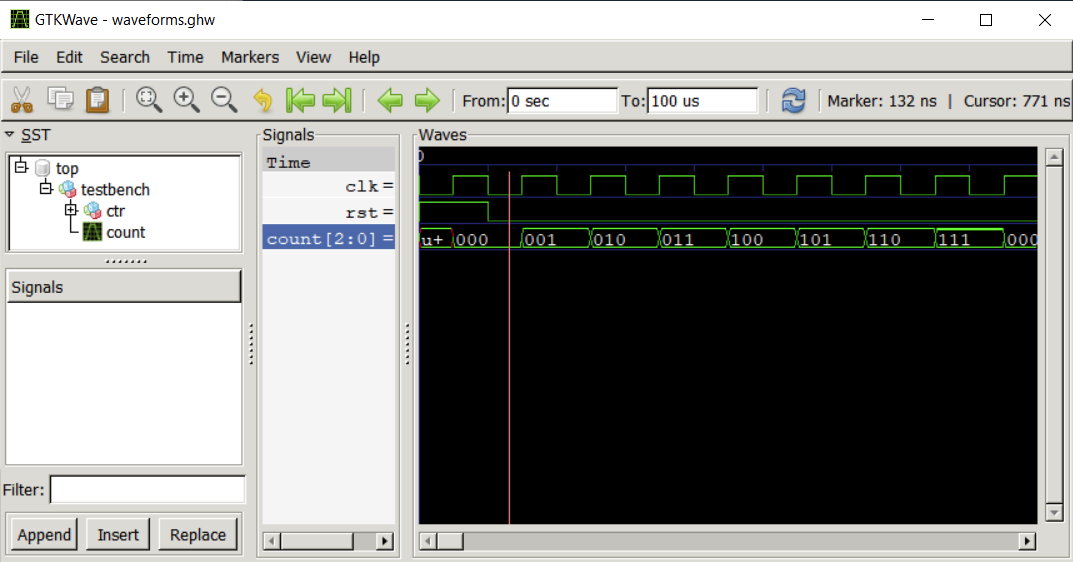 GTKWave - waveforms.ghw
File Edit Search Time Markers View Help
From: 0 sec To: 100 us Marker: 132 ns | Cursor: 771 ns
SST
top
testbench
ctr
count
Signals
Filter:
Append Insert Replace
Signals
Time
clk=
rst=
count[2:0]=
Waves
0
u+ 000 001 010 011 100 101 110 111 000